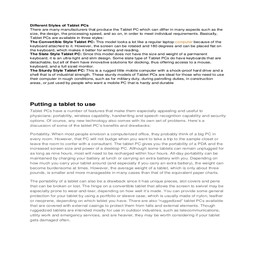 Different Styles of Tablet PCs
There are many manufacturers that produce the Tablet PC which can differ in many aspects such as the
size, the design, the processing speed, add so on, in order to meet individual requirements. Basically,
Tablet PCs are available in three styles:
The Convertible Style Tablet PC: This model looks a lot like a regular laptop computer because of the
keyboard attached to it. However, the screen can be rotated and 180 degrees and can be placed flat on
the keyboard, which makes it better for writing and reading.
The Slate Style Tablet PC: Since this model does not have the size and weight of a permanent
keyboard, it is an ultra light and slim design. Some slate type of Tablet PCs do have keyboards that are
detachable, but all of them have innovative solutions for docking, thus offering access to a mouse,
keyboard, and a full-sized monitor.
The Sturdy Style Tablet PC: This is a rugged little mobile computer with a shock-proof hard drive and a
shell that is of industrial strength. These sturdy models of Tablet PCs are ideal for those who need to use
their computer in rough conditions, such as for military duty, during patrolling duties, in construction
areas, or just used by people who want a mobile PC that is hardy and durable.
Putting a tablet to use
Tablet PCs have a number of features that make them especially appealing and useful to
physicians: portability, wireless capability, handwriting and speech recognition capability and security
options. Of course, any new technology also comes with its own set of problems. Here's a
discussion of some of the tablet PC's benefits and drawbacks:
Portability. When most people envision a computerized office, they probably think of a big PC in
every room. However, that PC will not budge when you want to take a trip to the sample closet or
leave the room to confer with a consultant. The tablet PC gives you the portability of a PDA and the
increased screen size and power of a desktop PC. Although some tablets can remain unplugged for
as long as nine hours, most will need to be recharged within four hours. All-day portability can be
maintained by charging your battery at lunch or carrying an extra battery with you. Depending on
how much you carry your tablet around (and especially if you carry an extra battery), the weight can
become burdensome at times. However, the average weight of a tablet, which is only about three
pounds, is smaller and more manageable in many cases than that of the equivalent paper charts.
The portability of a tablet can also be a drawback since it has unique pieces, slot-covers and pens
that can be broken or lost. The hinge on a convertible tablet that allows the screen to swivel may be
especially prone to wear and tear, depending on how well it's made. You can provide some general
protection for your tablet by using a portfolio or sleeve case, which is usually made of nylon, leather
or neoprene, depending on which tablet you have. There are also "ruggedized" tablet PCs available
that are covered with external casings to protect them from falls and external elements. Though
ruggedized tablets are intended mostly for use in outdoor industries such as telecommunications,
utility work and emergency services, and are heavier, they may be worth considering if your tablet
gets damaged often.